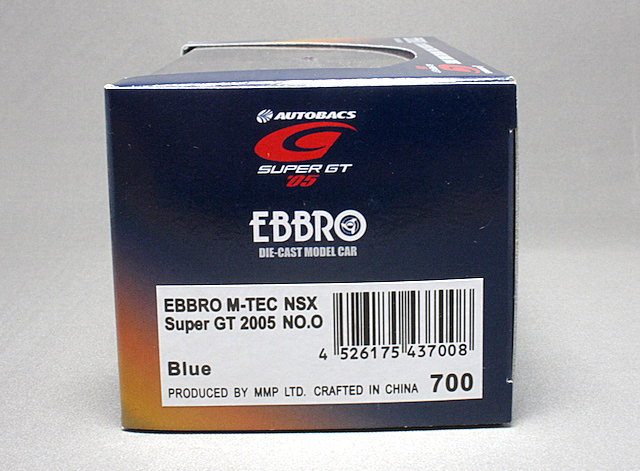 AUTOBACS
SUPER GT
'05
EBBRO
DIE-CAST MODEL CAR
EBBRO M-TEC NSX
Super GT 2005 NO.O
4 526175 437008
Blue
PRODUCED BY MMP LTD. CRAFTED IN CHINA 700